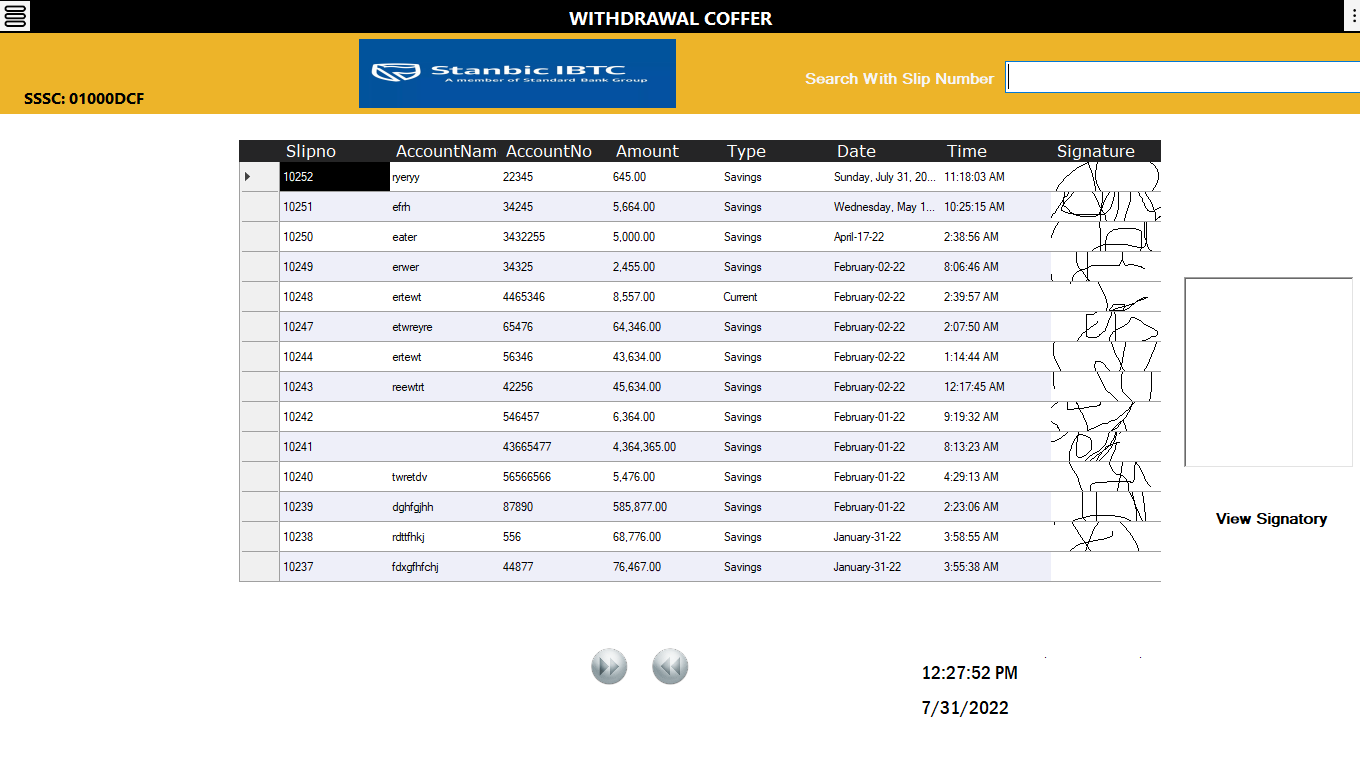 WITHDRAWAL COFFER
Stanbic IBTC
A member of Standard Bank Group
Search With Slip Number
SSSC: 01000DCF
Slipno AccountNam AccountNo Amount Type Date Time Signature
10252 ryeryy 22345 645.00 Savings Sunday, July 31, 20... 11:18:03 AM
10251 efrh 34245 5,664.00 Savings Wednesday, May 1... 10:25:15 AM
10250 eater 3432255 5,000.00 Savings April-17-22 2:38:56 AM
10249 erwer 34325 2,455.00 Savings February-02-22 8:06:46 AM
10248 ertewt 4465346 8,557.00 Current February-02-22 2:39:57 AM
10247 etwreyre 65476 64,346.00 Savings February-02-22 2:07:50 AM
10244 ertewt 56346 43,634.00 Savings February-02-22 1:14:44 AM
10243 reewtrt 42256 45,634.00 Savings February-02-22 12:17:45 AM
10242 546457 6,364.00 Savings February-01-22 9:19:32 AM
10241 43665477 4,364,365.00 Savings February-01-22 8:13:23 AM
10240 twretdv 56566566 5,476.00 Savings February-01-22 4:29:13 AM
10239 dghfgjhh 87890 585,877.00 Savings February-01-22 2:23:06 AM
10238 rdttfhkj 556 68,776.00 Savings January-31-22 3:58:55 AM
10237 fdxgfhfchj 44877 76,467.00 Savings January-31-22 3:55:38 AM
View Signatory
12:27:52 PM
7/31/2022